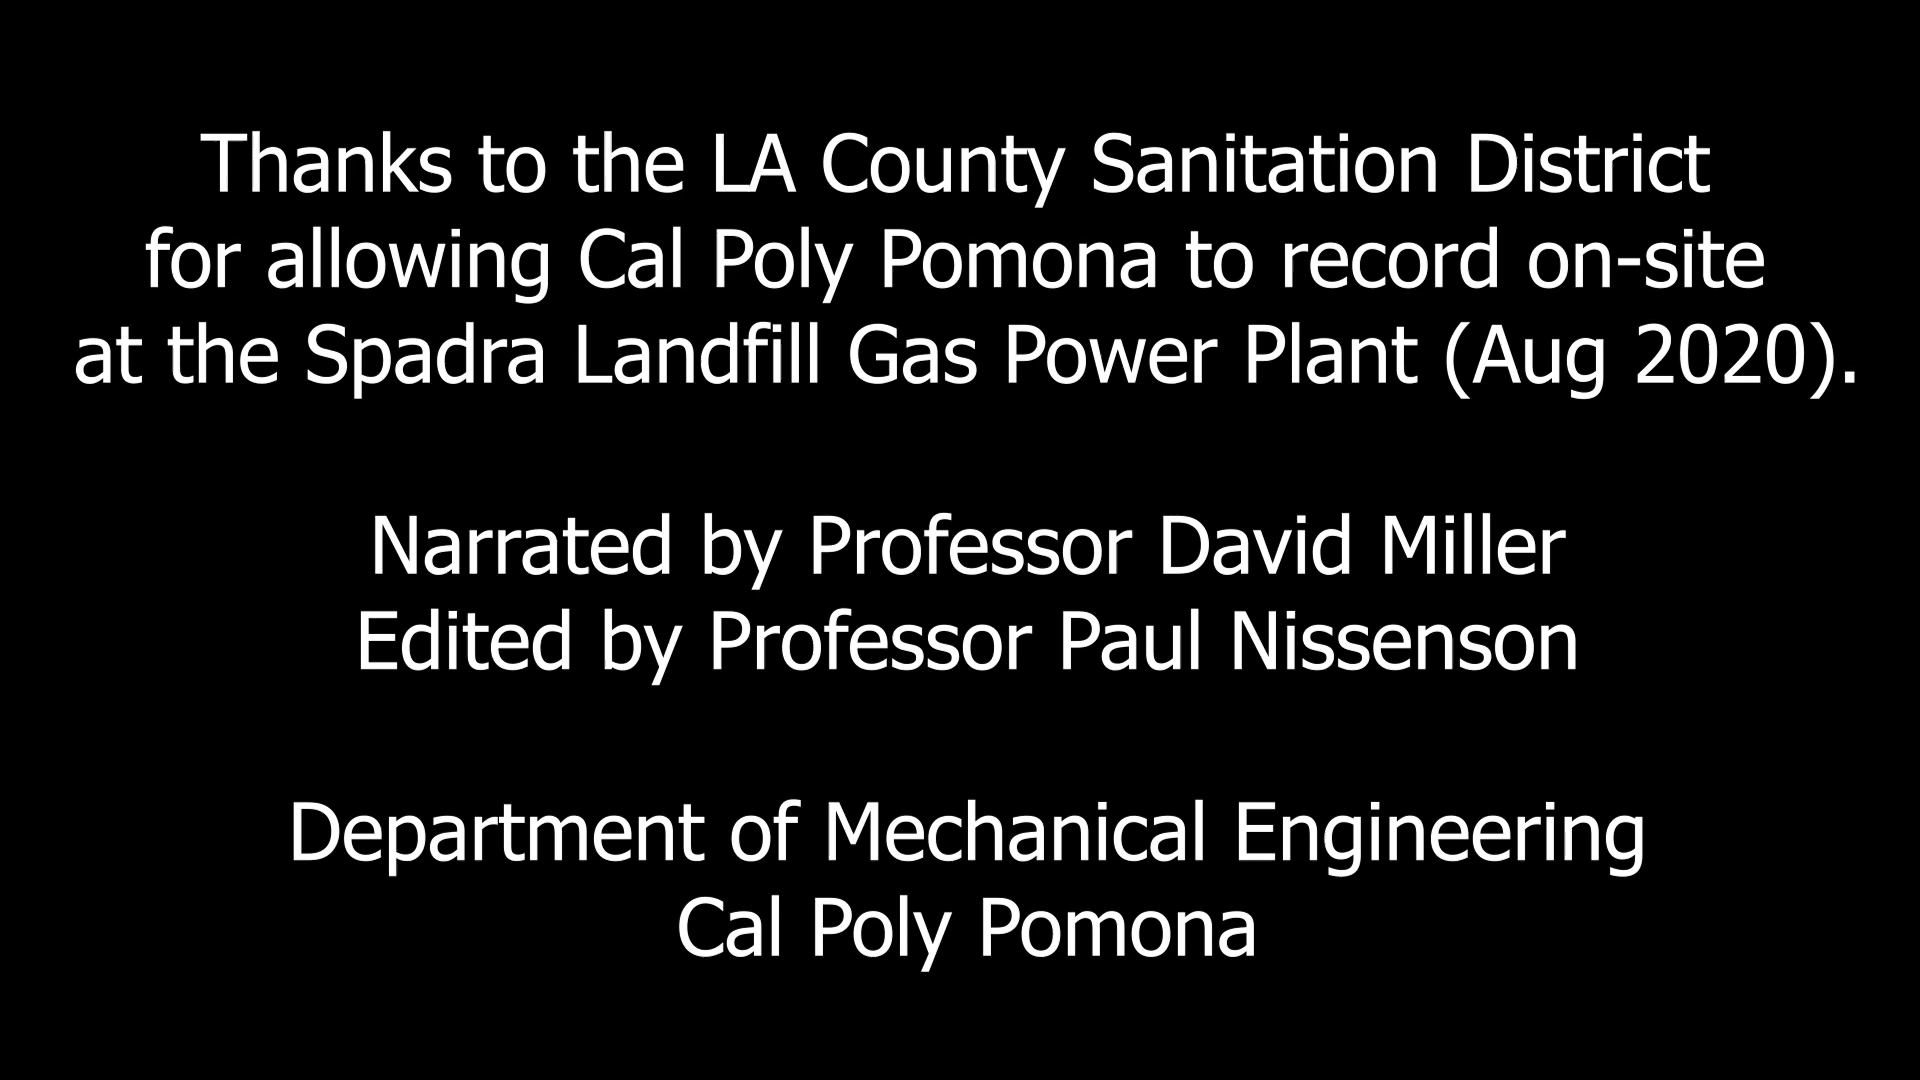 Thanks to the LA County Sanitation District
for allowing Cal Poly Pomona to record on-site
at the Spadra Landfill Gas Power Plant (Aug 2020).
Narrated by Professor David Miller
Edited by Professor Paul Nissenson
Department of Mechanical Engineering
Cal Poly Pomona